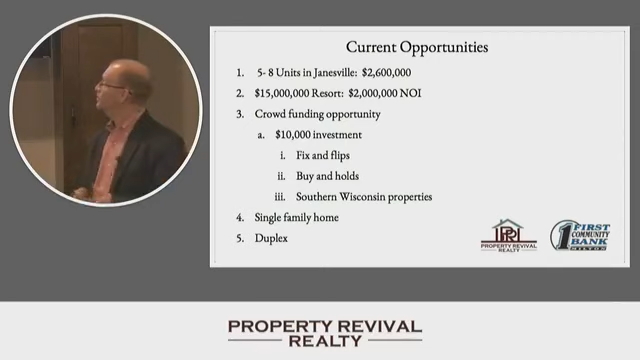 Current Opportunities
1. 5- 8 Units in Janesville: $2,600,000
2. $15,000,000 Resort: $2,000,000 NOI
3. Crowd funding opportunity
a. $10,000 investment
i. Fix and flips
ii. Buy and holds
iii. Southern Wisconsin properties
4. Single family home
5. Duplex
PROPERTY REVIVAL
REALTY
1 FIRST
COMMUNITY
BANK
MILTON
PROPERTY REVIVAL
REALTY